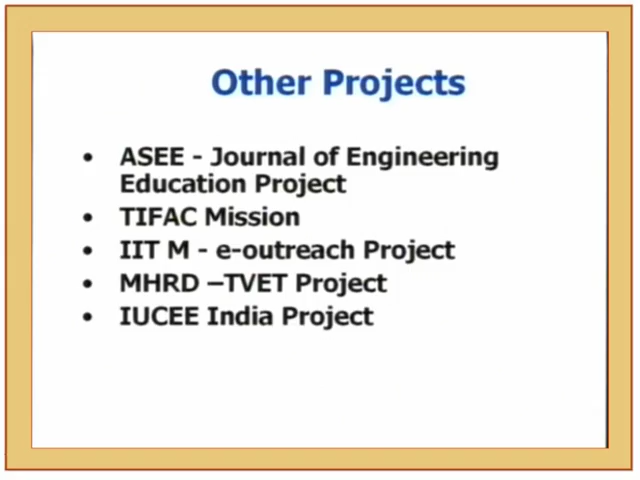 Other Projects
• ASEE - Journal of Engineering
Education Project
• TIFAC Mission
• IIT M - e-outreach Project
• MHRD –TVET Project
• IUCEE India Project